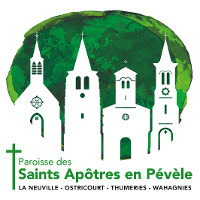 Paroisse des
Saints Apôtres en Pévèle
LA NEUVILLE - OSTRICOURT - THUMERIES - WAHAGNIES